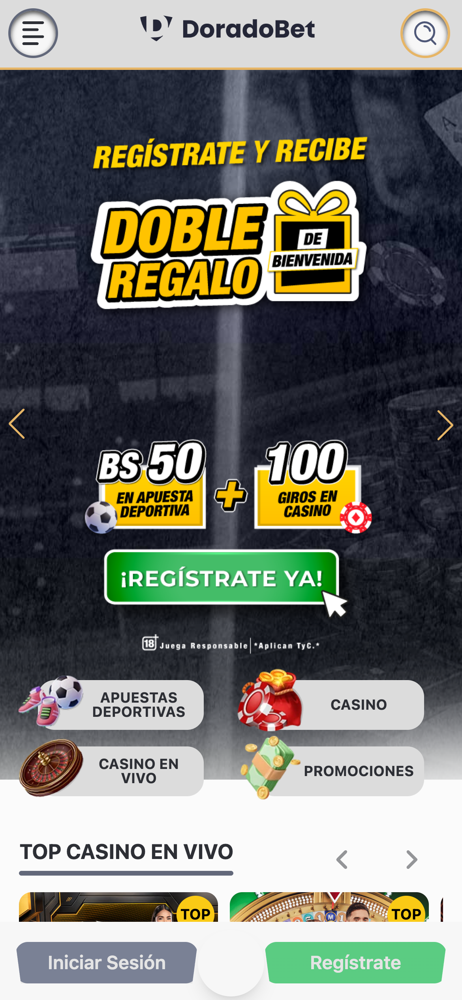 DoradoBet
A
REGÍSTRATE Y RECIBE
DOBLE
REGALO
DE
BIENVENIDA
BS 50
EN APUESTA
DEPORTIVA
+
100
GIROS EN
CASINO
¡REGÍSTRATE YA!
18+ Juega Responsable | *Aplican TyC.*
APUESTAS
DEPORTIVAS
CASINO
CASINO EN
VIVO
PROMOCIONES
TOP CASINO EN VIVO
TOP
TOP
Iniciar Sesión
Regístrate